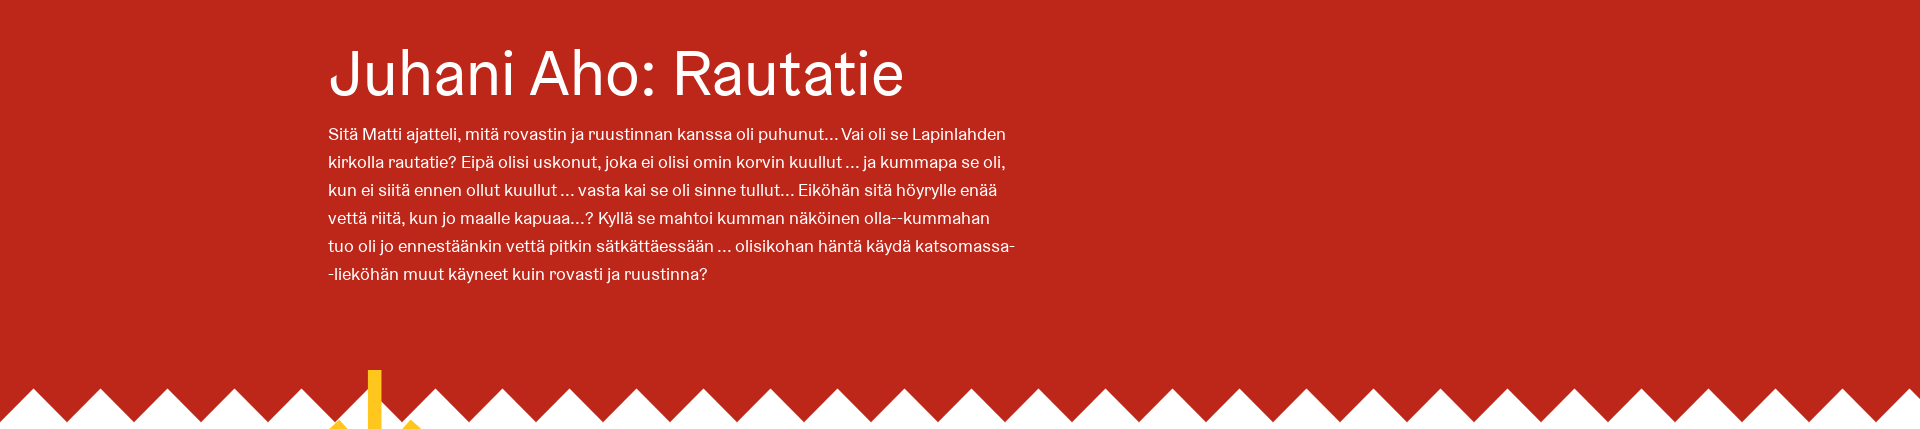 Juhani Aho: Rautatie
Sitä Matti ajatteli, mitä rovastin ja ruustinnan kanssa oli puhunut... Vai oli se Lapinlahden
kirkolla rautatie? Eipä olisi uskonut, joka ei olisi omin korvin kuullut ... ja kummapa se oli,
kun ei siitä ennen ollut kuullut ... vasta kai se oli sinne tullut... Eiköhän sitä höyrylle enää
vettä riitä, kun jo maalle kapuaa...? Kyllä se mahtoi kumman näköinen olla--kummahan
tuo oli jo ennestäänkin vettä pitkin sätkättäessään ... olisikohan häntä käydä katsomassa-
-lieköhän muut käyneet kuin rovasti ja ruustinna?